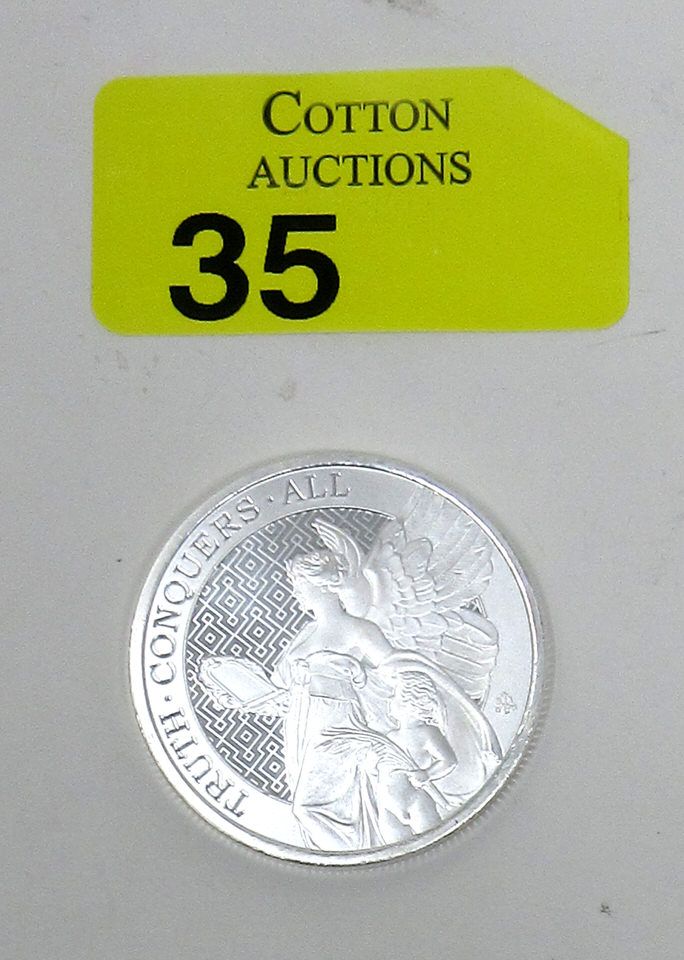 COTTON
AUCTIONS
35
TRUTH · CONQUERS · ALL